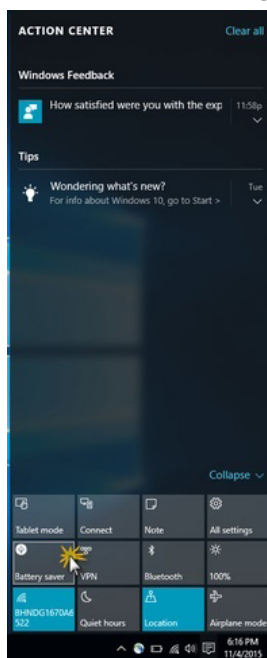 ACTION CENTER Clear all
Windows Feedback
How satisfied were you with the exp 11:58p
Tips
Wondering what's new? Tue
For info about Windows 10, go to Start >
Collapse
Tablet mode Connect Note All settings
Battery saver VPN Bluetooth 100%
BHNDG1670A6
522 Quiet hours Location Airplane mode
6:16 PM
11/4/2015